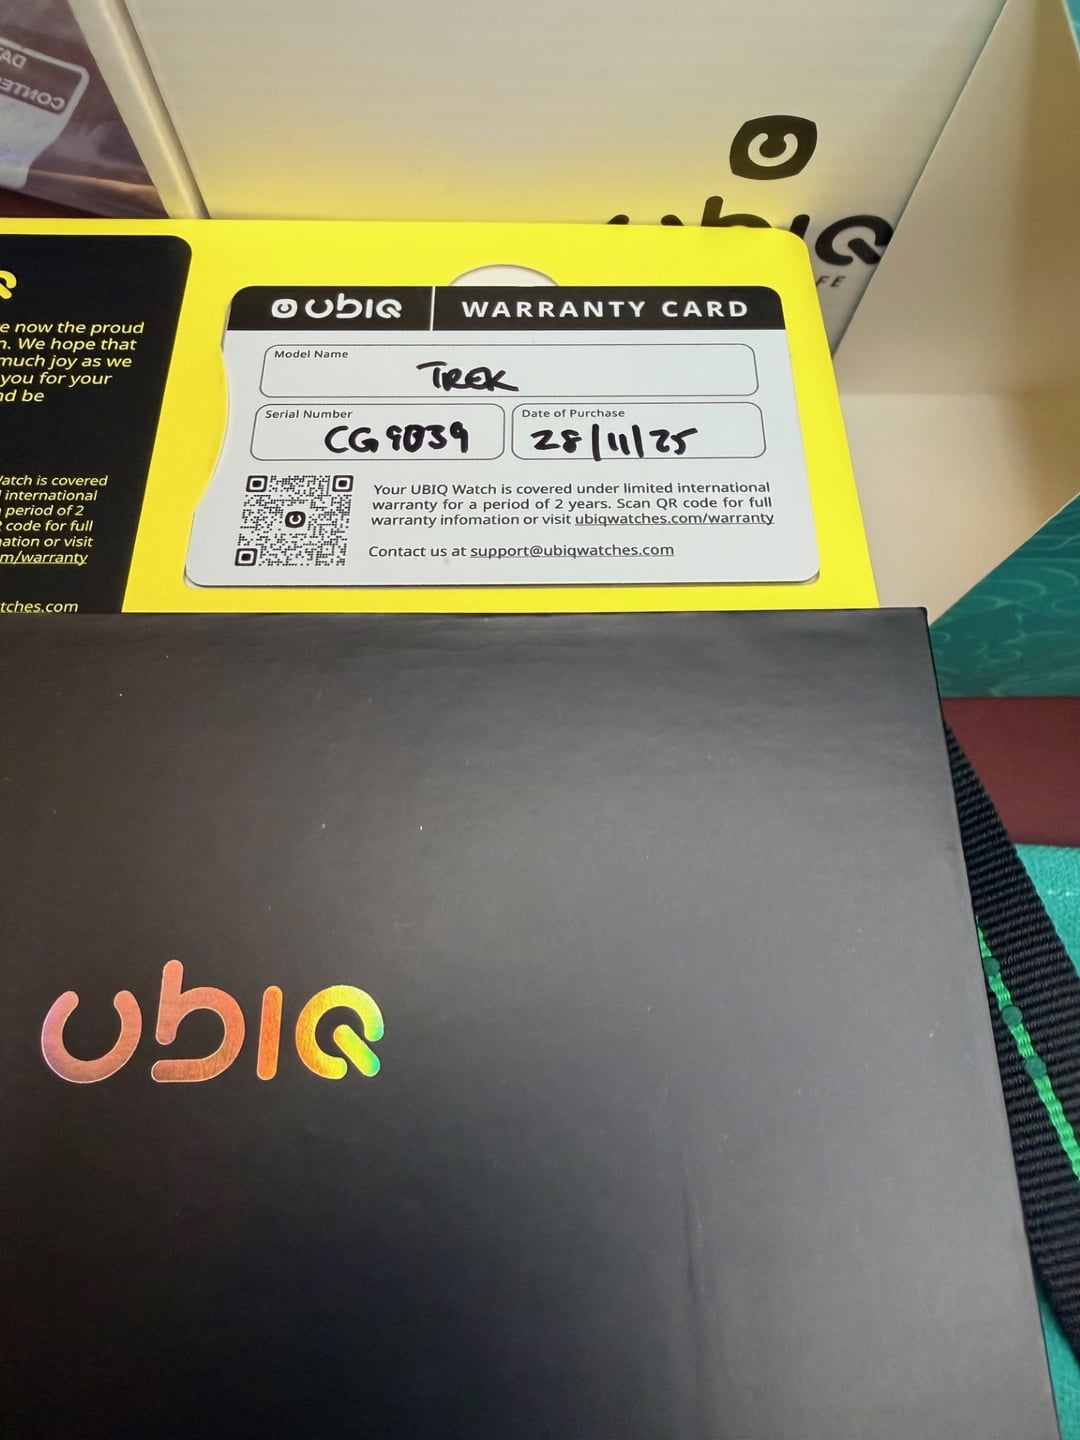 UBIQ
FE
UBIQ
WARRANTY CARD
Model Name
TREK
Serial Number
CG9039
Date of Purchase
28/11/25
Your UBIQ Watch is covered under limited international
warranty for a period of 2 years. Scan QR code for full
warranty infomation or visit ubiqwatches.com/warranty
Contact us at support@ubiqwatches.com
Q
e now the proud
n. We hope that
much joy as we
you for your
nd be
Watch is covered
international
period of 2
code for full
ation or visit
m/warranty
tches.com
UBIQ